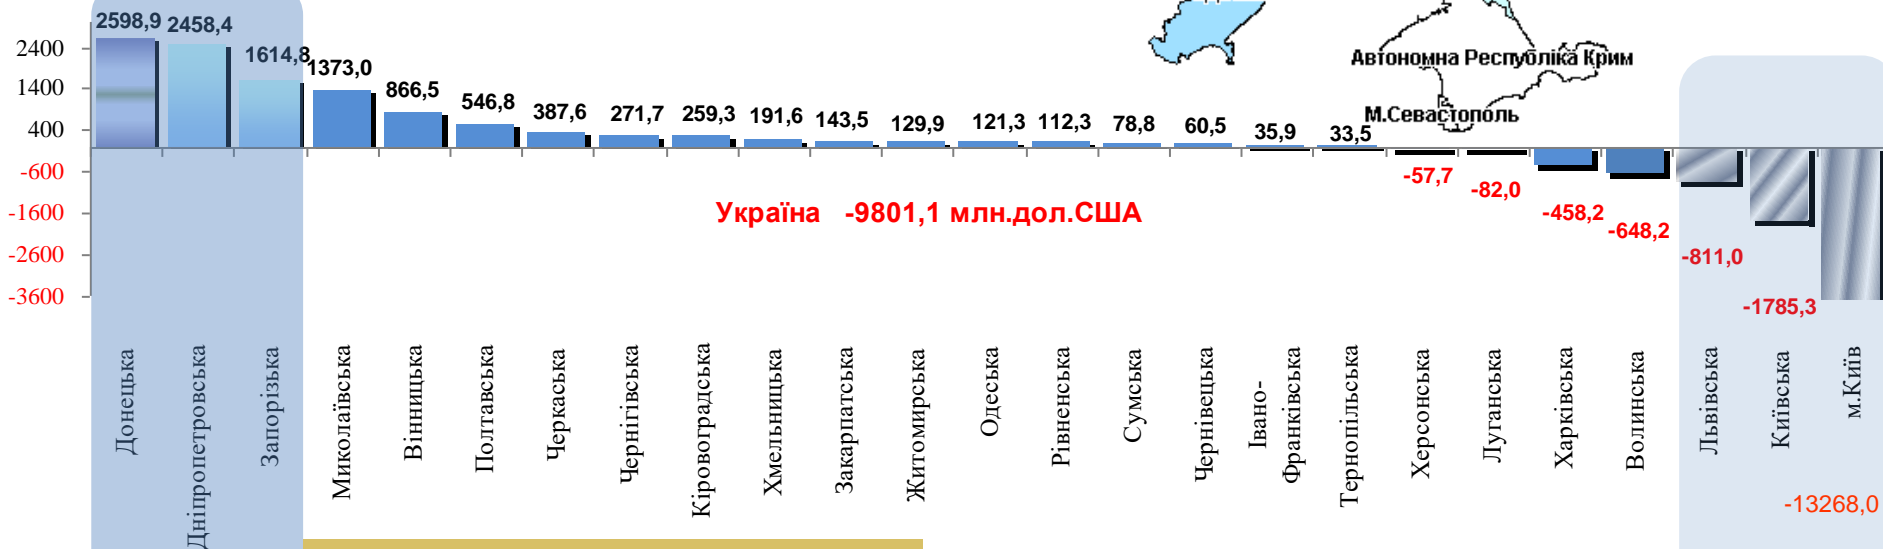 2598,9
2458,4
1614,8
1373,0
866,5
546,8
387,6
271,7
259,3
191,6
143,5
129,9
121,3
112,3
78,8
60,5
35,9
33,5
-57,7
-82,0
-458,2
-648,2
-811,0
-1785,3
-13268,0
2400
1400
400
-600
-1600
-2600
-3600
Автономна Республіка Крим
М.Севастополь
Україна -9801,1 млн.дол.США
Донецька
Дніпропетровська
Запорізька
Миколаївська
Вінницька
Полтавська
Черкаська
Чернігівська
Кіровоградська
Хмельницька
Закарпатська
Житомирська
Одеська
Рівненська
Сумська
Чернівецька
Івано-
Франківська
Тернопільська
Херсонська
Луганська
Харківська
Волинська
Львівська
Київська
м.Київ